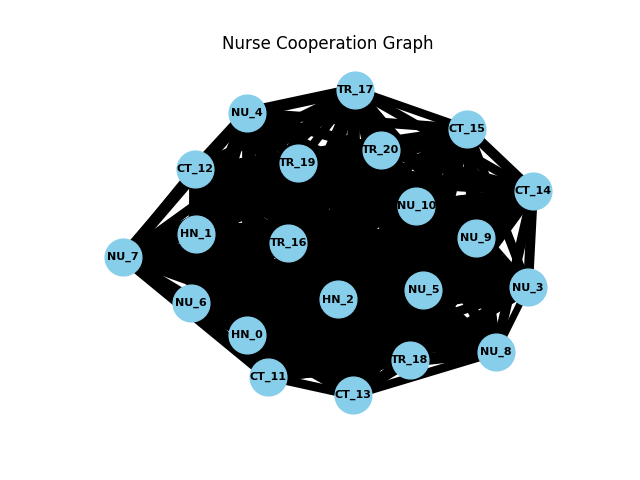 Nurse Cooperation Graph
TR_17
NU_4
CT_15
TR_20
TR_19
CT_12
CT_14
NU_10
HN_1
NU_9
TR_16
NU_7
NU_3
NU_5
HN_2
NU_6
HN_0
NU_8
TR_18
CT_11
CT_13